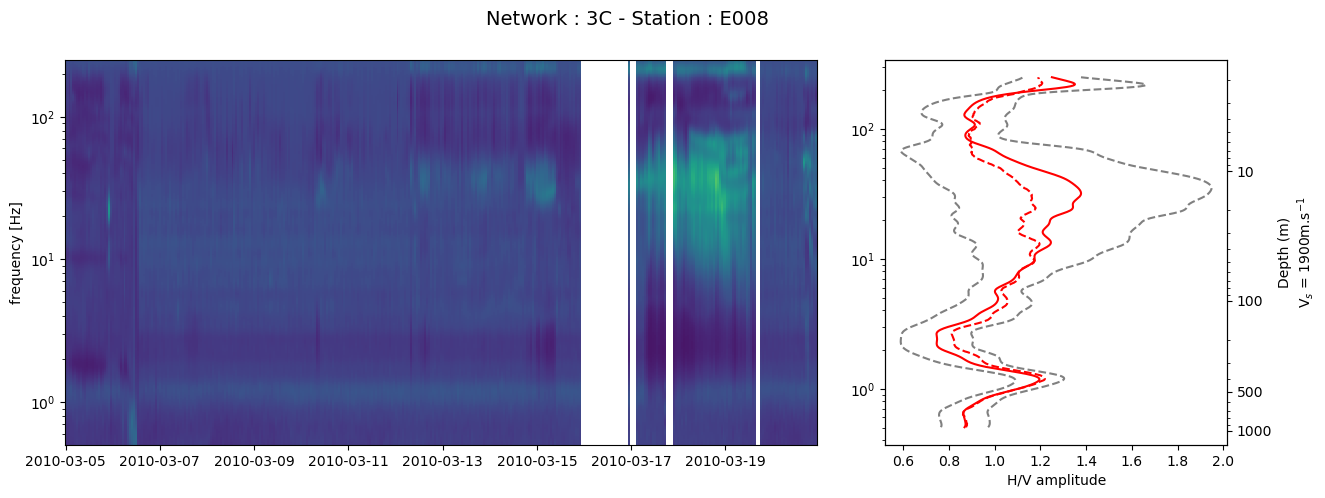 Network : 3C - Station : E008
frequency [Hz]
10²
10¹
10⁰
2010-03-05 2010-03-07 2010-03-09 2010-03-11 2010-03-13 2010-03-15 2010-03-17 2010-03-19
10²
10¹
10⁰
0.6 0.8 1.0 1.2 1.4 1.6 1.8 2.0
H/V amplitude
10
100
500
1000
Depth (m)
Vₛ = 1900m.s⁻¹